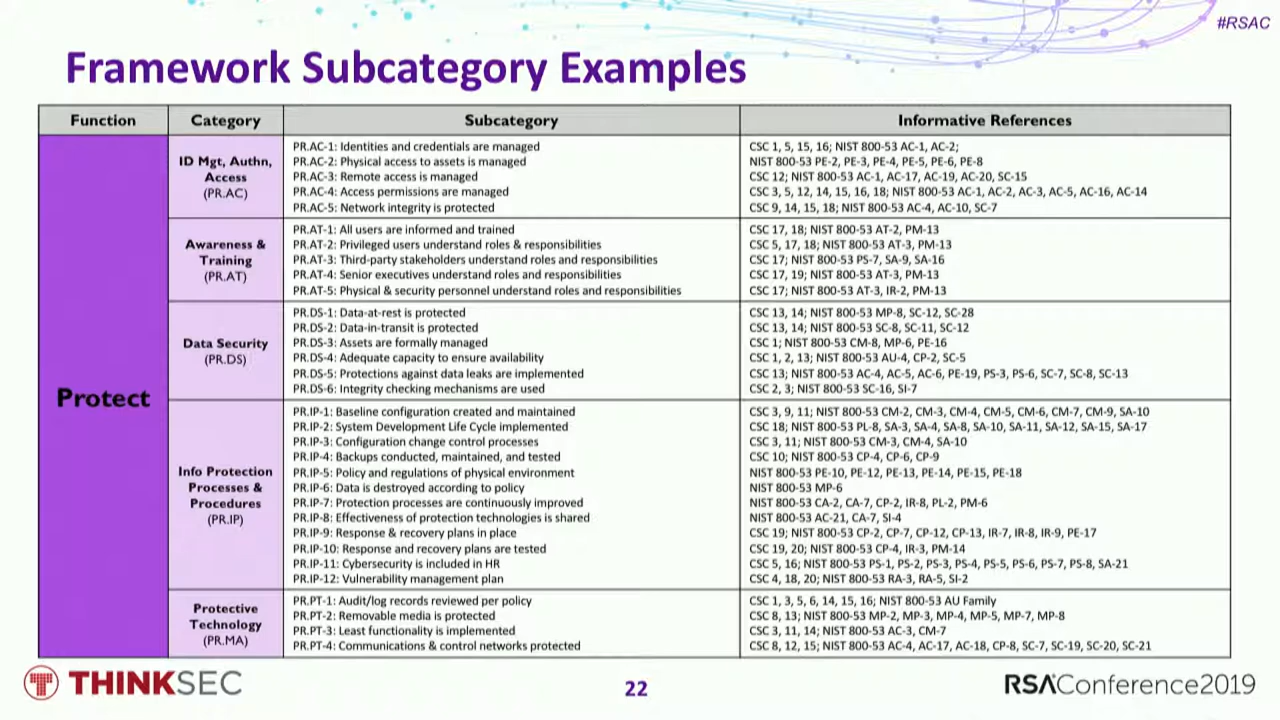 #RSAC
Framework Subcategory Examples
Function Category Subcategory Informative References
Protect
ID Mgt, Authn,
Access
(PR.AC)
PR.AC-1: Identities and credentials are managed
PR.AC-2: Physical access to assets is managed
PR.AC-3: Remote access is managed
PR.AC-4: Access permissions are managed
PR.AC-5: Network integrity is protected
CSC 1, 5, 15, 16; NIST 800-53 AC-1, AC-2;
NIST 800-53 PE-2, PE-3, PE-4, PE-5, PE-6, PE-8
CSC 12; NIST 800-53 AC-1, AC-17, AC-19, AC-20, SC-15
CSC 3, 5, 12, 14, 15, 16, 18; NIST 800-53 AC-1, AC-2, AC-3, AC-5, AC-16, AC-14
CSC 9, 14, 15, 18; NIST 800-53 AC-4, AC-10, SC-7
Awareness &
Training
(PR.AT)
PR.AT-1: All users are informed and trained
PR.AT-2: Privileged users understand roles & responsibilities
PR.AT-3: Third-party stakeholders understand roles and responsibilities
PR.AT-4: Senior executives understand roles and responsibilities
PR.AT-5: Physical & security personnel understand roles and responsibilities
CSC 17, 18; NIST 800-53 AT-2, PM-13
CSC 5, 17, 18; NIST 800-53 AT-3, PM-13
CSC 17; NIST 800-53 PS-7, SA-9, SA-16
CSC 17, 19; NIST 800-53 AT-3, PM-13
CSC 17; NIST 800-53 AT-3, IR-2, PM-13
Data Security
(PR.DS)
PR.DS-1: Data-at-rest is protected
PR.DS-2: Data-in-transit is protected
PR.DS-3: Assets are formally managed
PR.DS-4: Adequate capacity to ensure availability
PR.DS-5: Protections against data leaks are implemented
PR.DS-6: Integrity checking mechanisms are used
CSC 13, 14; NIST 800-53 MP-8, SC-12, SC-28
CSC 13, 14; NIST 800-53 SC-8, SC-11, SC-12
CSC 1; NIST 800-53 CM-8, MP-6, PE-16
CSC 1, 2, 13; NIST 800-53 AU-4, CP-2, SC-5
CSC 13; NIST 800-53 AC-4, AC-5, AC-6, PE-19, PS-3, PS-6, SC-7, SC-8, SC-13
CSC 2, 3; NIST 800-53 SC-16, SI-7
Info Protection
Processes &
Procedures
(PR.IP)
PR.IP-1: Baseline configuration created and maintained
PR.IP-2: System Development Life Cycle implemented
PR.IP-3: Configuration change control processes
PR.IP-4: Backups conducted, maintained, and tested
PR.IP-5: Policy and regulations of physical environment
PR.IP-6: Data is destroyed according to policy
PR.IP-7: Protection processes are continuously improved
PR.IP-8: Effectiveness of protection technologies is shared
PR.IP-9: Response & recovery plans in place
PR.IP-10: Response and recovery plans are tested
PR.IP-11: Cybersecurity is included in HR
PR.IP-12: Vulnerability management plan
CSC 3, 9, 11; NIST 800-53 CM-2, CM-3, CM-4, CM-5, CM-6, CM-7, CM-9, SA-10
CSC 18; NIST 800-53 PL-8, SA-3, SA-4, SA-8, SA-10, SA-11, SA-12, SA-15, SA-17
CSC 3, 11; NIST 800-53 CM-3, CM-4, SA-10
CSC 10; NIST 800-53 CP-4, CP-6, CP-9
NIST 800-53 PE-10, PE-12, PE-13, PE-14, PE-15, PE-18
NIST 800-53 MP-6
NIST 800-53 CA-2, CA-7, CP-2, IR-8, PL-2, PM-6
NIST 800-53 AC-21, CA-7, SI-4
CSC 19; NIST 800-53 CP-2, CP-7, CP-12, CP-13, IR-7, IR-8, IR-9, PE-17
CSC 19, 20; NIST 800-53 CP-4, IR-3, PM-14
CSC 5, 16; NIST 800-53 PS-1, PS-2, PS-3, PS-4, PS-5, PS-6, PS-7, PS-8, SA-21
CSC 4, 18, 20; NIST 800-53 RA-3, RA-5, SI-2
Protective
Technology
(PR.MA)
PR.PT-1: Audit/log records reviewed per policy
PR.PT-2: Removable media is protected
PR.PT-3: Least functionality is implemented
PR.PT-4: Communications & control networks protected
CSC 1, 3, 5, 6, 14, 15, 16; NIST 800-53 AU Family
CSC 8, 13; NIST 800-53 MP-2, MP-3, MP-4, MP-5, MP-7, MP-8
CSC 3, 11, 14; NIST 800-53 AC-3, CM-7
CSC 8, 12, 15; NIST 800-53 AC-4, AC-17, AC-18, CP-8, SC-7, SC-19, SC-20, SC-21
THINKSEC
22
RSAConference2019